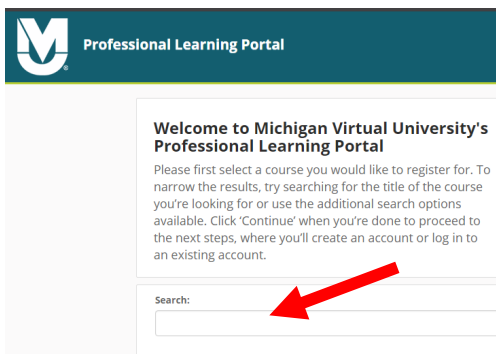 MU
Professional Learning Portal
Welcome to Michigan Virtual University's
Professional Learning Portal
Please first select a course you would like to register for. To
narrow the results, try searching for the title of the course
you're looking for or use the additional search options
available. Click ‘Continue’ when you're done to proceed to
the next steps, where you'll create an account or log in to
an existing account.
Search: